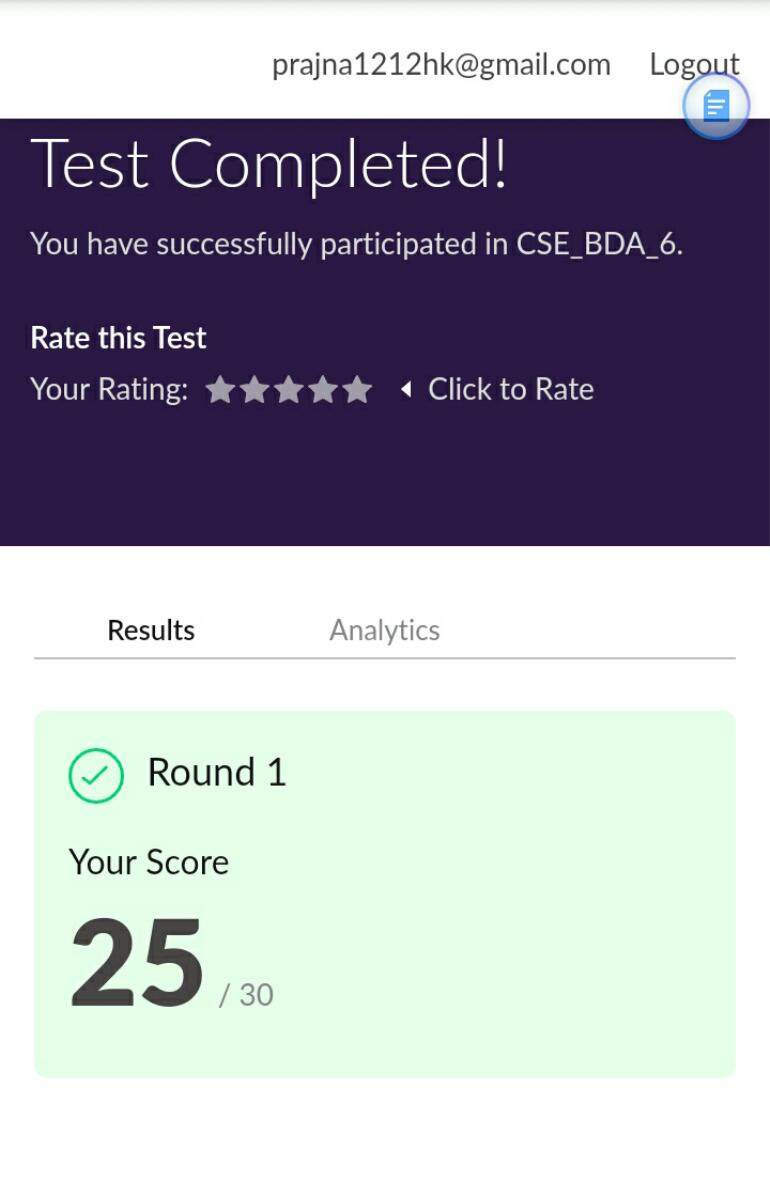 prajna1212hk@gmail.com Logout
Test Completed!
You have successfully participated in CSE_BDA_6.
Rate this Test
Your Rating: Click to Rate
Results Analytics
Round 1
Your Score
25 / 30